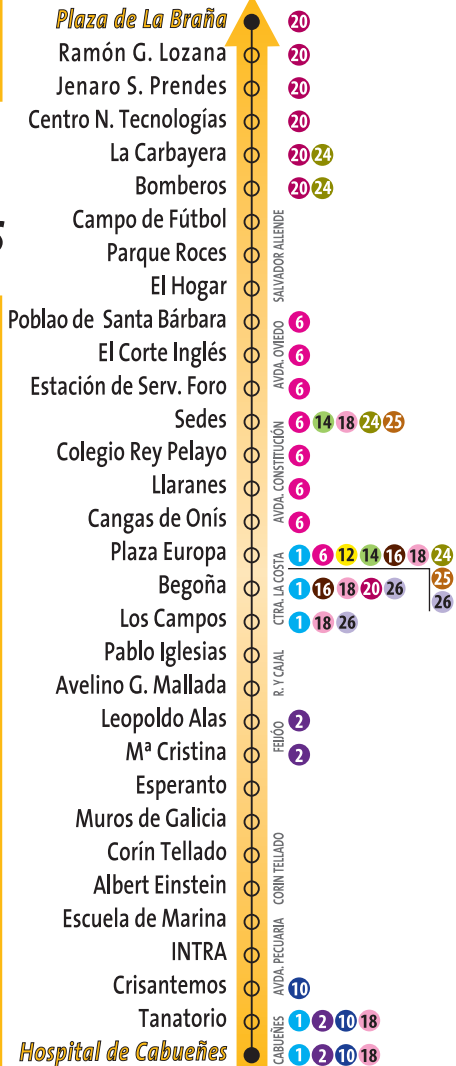 Plaza de La Braña 20
Ramón G. Lozana 20
Jenaro S. Prendes 20
Centro N. Tecnologías 20
La Carbayera 20 24
Bomberos 20 24
Campo de Fútbol
Parque Roces
El Hogar
SALVADOR ALLENDE
Poblao de Santa Bárbara 6
El Corte Inglés 6
Estación de Serv. Foro 6
AVDA. OVIEDO
Sedes 6 14 18 24 25
Colegio Rey Pelayo 6
Llaranes 6
Cangas de Onís 6
AVDA. CONSTITUCIÓN
Plaza Europa 1 6 12 14 16 18 24 25 26
Begoña 1 16 18 20 26
Los Campos 1 18 26
CTRA. LA COSTA
Pablo Iglesias
Avelino G. Mallada
R. Y CAJAL
Leopoldo Alas 2
Mª Cristina 2
FEIJÓO
Esperanto
Muros de Galicia
Corín Tellado
Albert Einstein
CORIN TELLADO
Escuela de Marina
INTRA
Crisantemos 10
AVDA. PECUARIA
Tanatorio 1 2 10 18
Hospital de Cabueñes 1 2 10 18
CABUEÑES